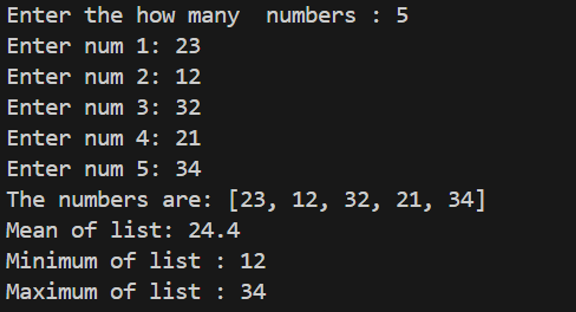 Enter the how many  numbers : 5
Enter num 1: 23
Enter num 2: 12
Enter num 3: 32
Enter num 4: 21
Enter num 5: 34
The numbers are: [23, 12, 32, 21, 34]
Mean of list: 24.4
Minimum of list : 12
Maximum of list : 34